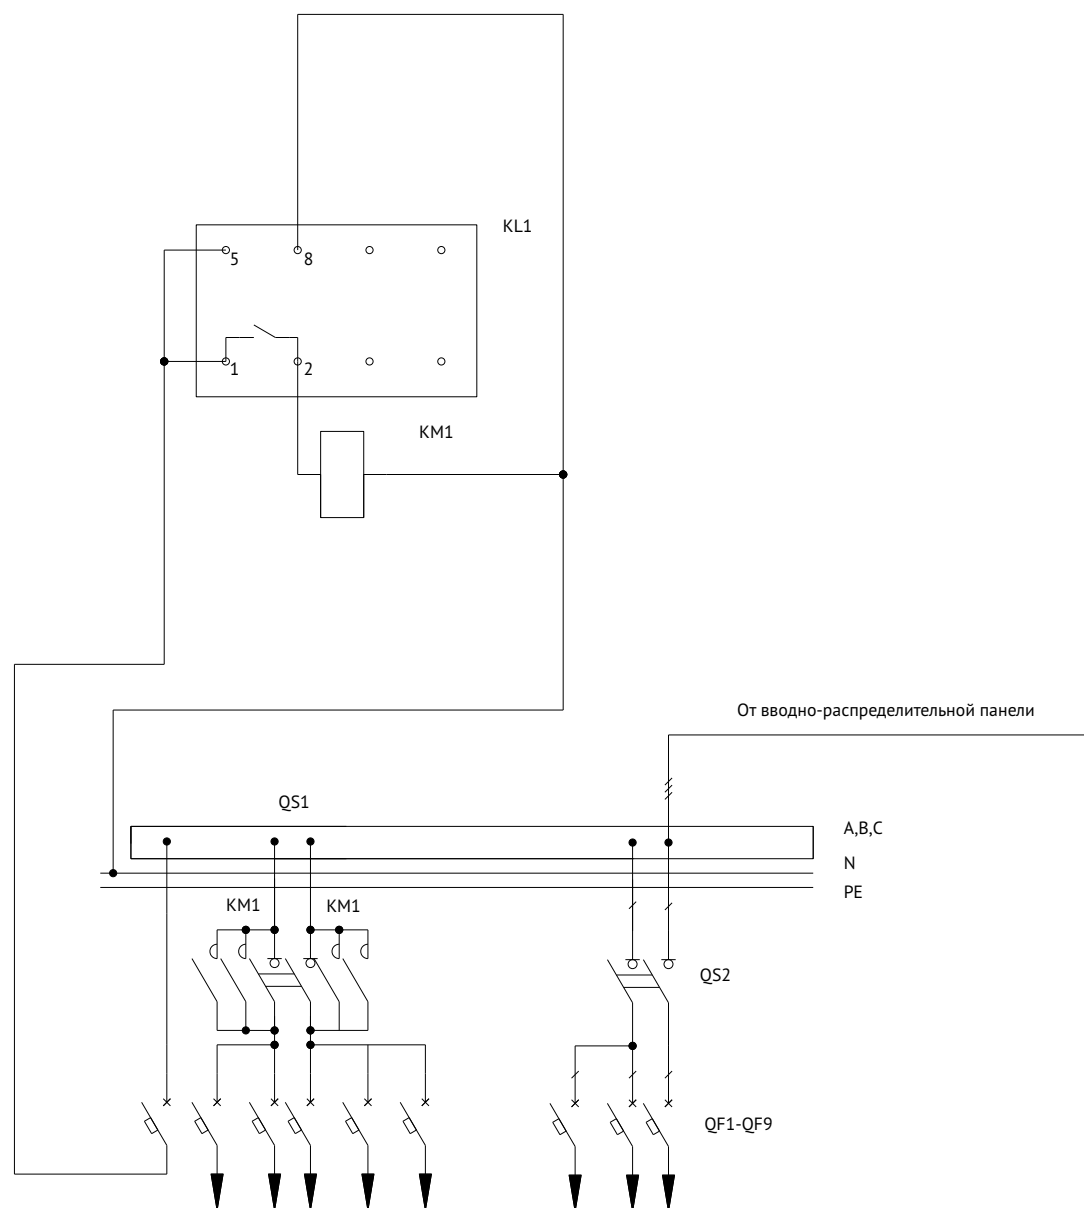 KL1
5
8
1
2
KM1
От вводно-распределительной панели
QS1
A,B,C
N
PE
KM1
KM1
QS2
QF1-QF9